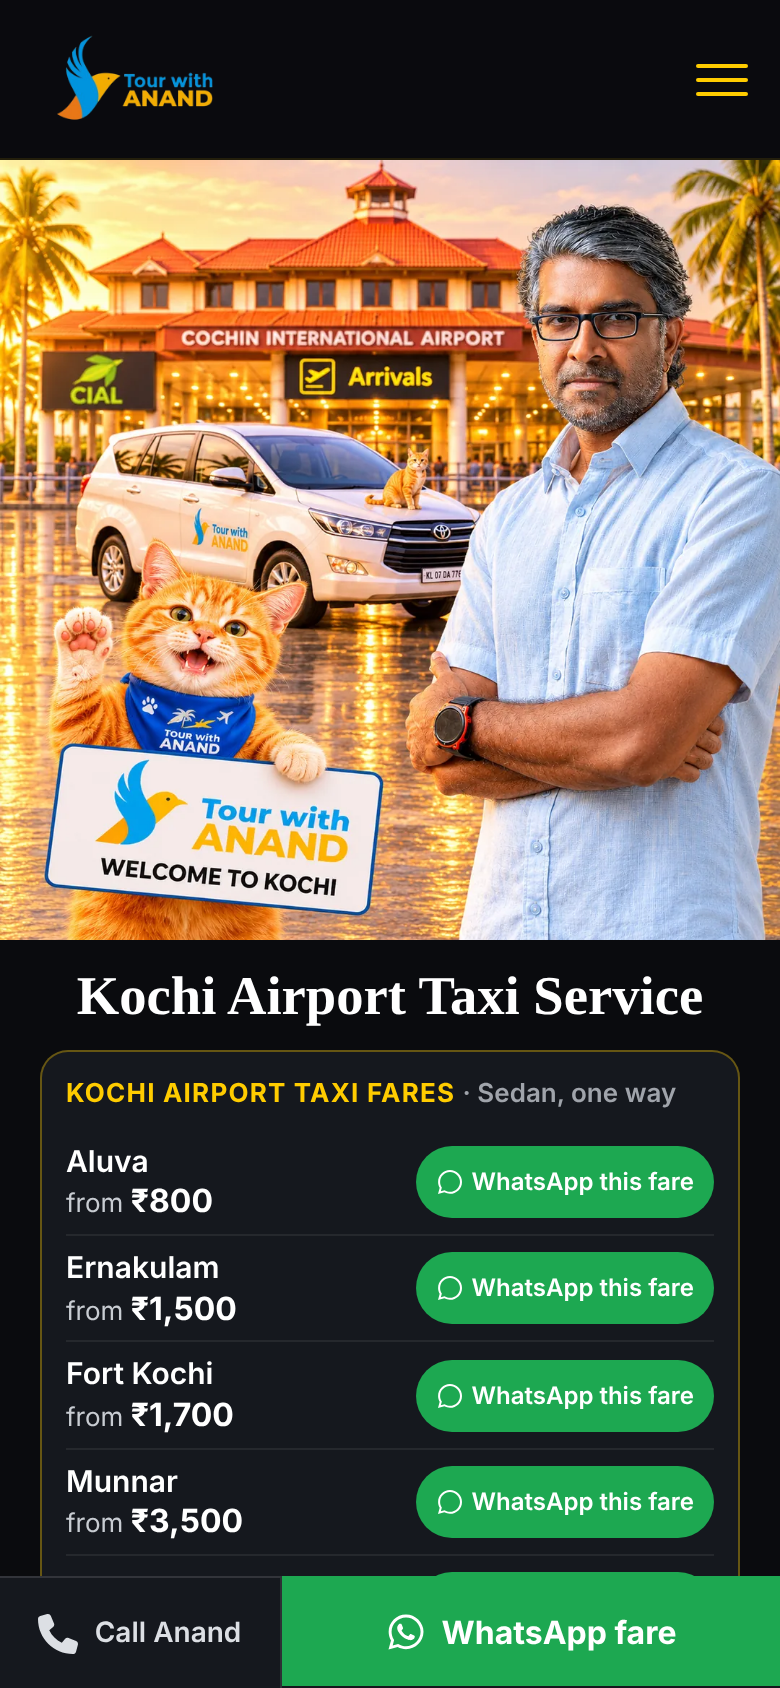 Tour with
ANAND
COCHIN INTERNATIONAL AIRPORT
CIAL
Arrivals
Tour with
ANAND
TOUR with
ANAND
Tour with
ANAND
WELCOME TO KOCHI
Kochi Airport Taxi Service
KOCHI AIRPORT TAXI FARES · Sedan, one way
Aluva
from ₹800
WhatsApp this fare
Ernakulam
from ₹1,500
WhatsApp this fare
Fort Kochi
from ₹1,700
WhatsApp this fare
Munnar
from ₹3,500
WhatsApp this fare
Call Anand
WhatsApp fare